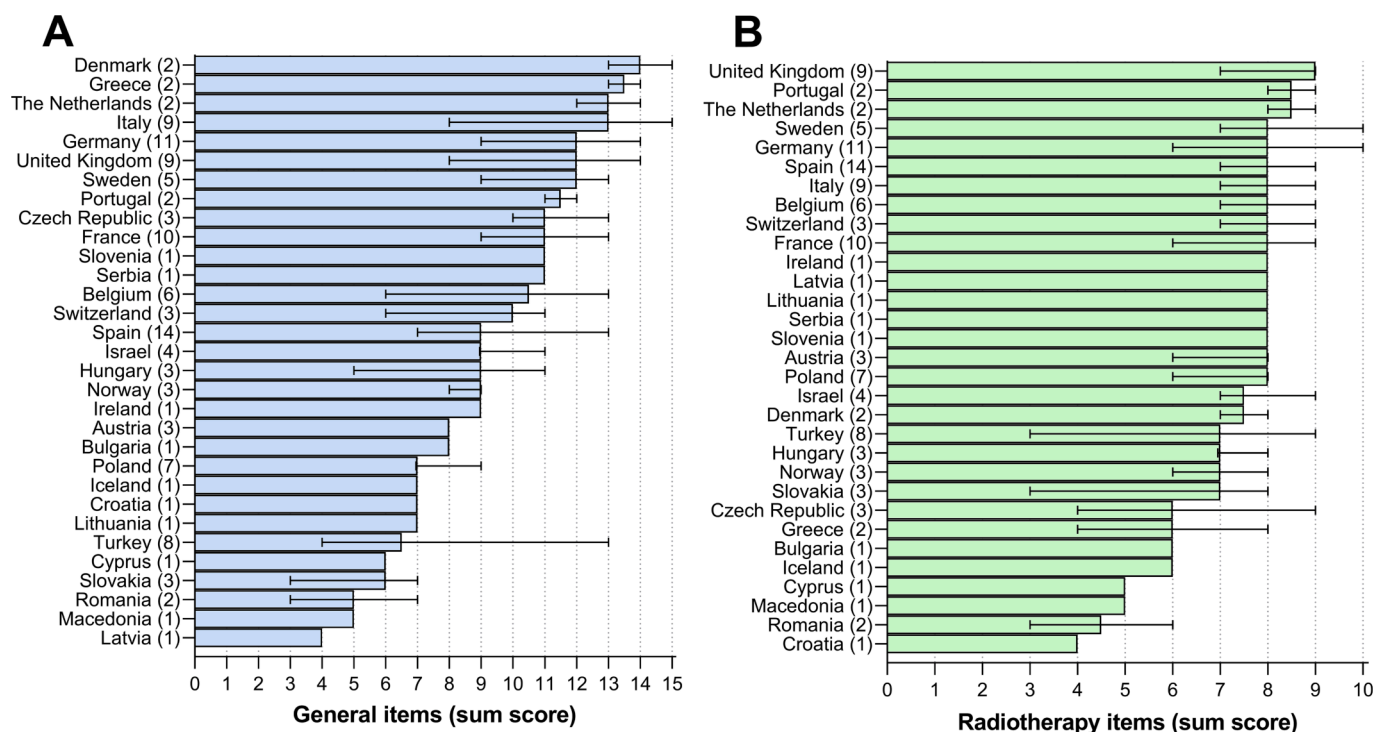 A
Denmark (2)
Greece (2)
The Netherlands (2)
Italy (9)
Germany (11)
United Kingdom (9)
Sweden (5)
Portugal (2)
Czech Republic (3)
France (10)
Slovenia (1)
Serbia (1)
Belgium (6)
Switzerland (3)
Spain (14)
Israel (4)
Hungary (3)
Norway (3)
Ireland (1)
Austria (3)
Bulgaria (1)
Poland (7)
Iceland (1)
Croatia (1)
Lithuania (1)
Turkey (8)
Cyprus (1)
Slovakia (3)
Romania (2)
Macedonia (1)
Latvia (1)
0 1 2 3 4 5 6 7 8 9 10 11 12 13 14 15
General items (sum score)
B
United Kingdom (9)
Portugal (2)
The Netherlands (2)
Sweden (5)
Germany (11)
Spain (14)
Italy (9)
Belgium (6)
Switzerland (3)
France (10)
Ireland (1)
Latvia (1)
Lithuania (1)
Serbia (1)
Slovenia (1)
Austria (3)
Poland (7)
Israel (4)
Denmark (2)
Turkey (8)
Hungary (3)
Norway (3)
Slovakia (3)
Czech Republic (3)
Greece (2)
Bulgaria (1)
Iceland (1)
Cyprus (1)
Macedonia (1)
Romania (2)
Croatia (1)
0 1 2 3 4 5 6 7 8 9 10
Radiotherapy items (sum score)